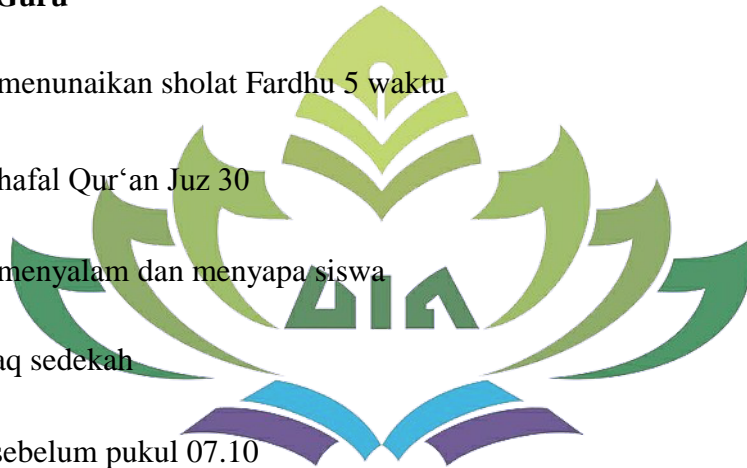 Guru
menunaikan sholat Fardhu 5 waktu
hafal Qur‘an Juz 30
menyalam dan menyapa siswa
UIA
aq sedekah
sebelum pukul 07.10